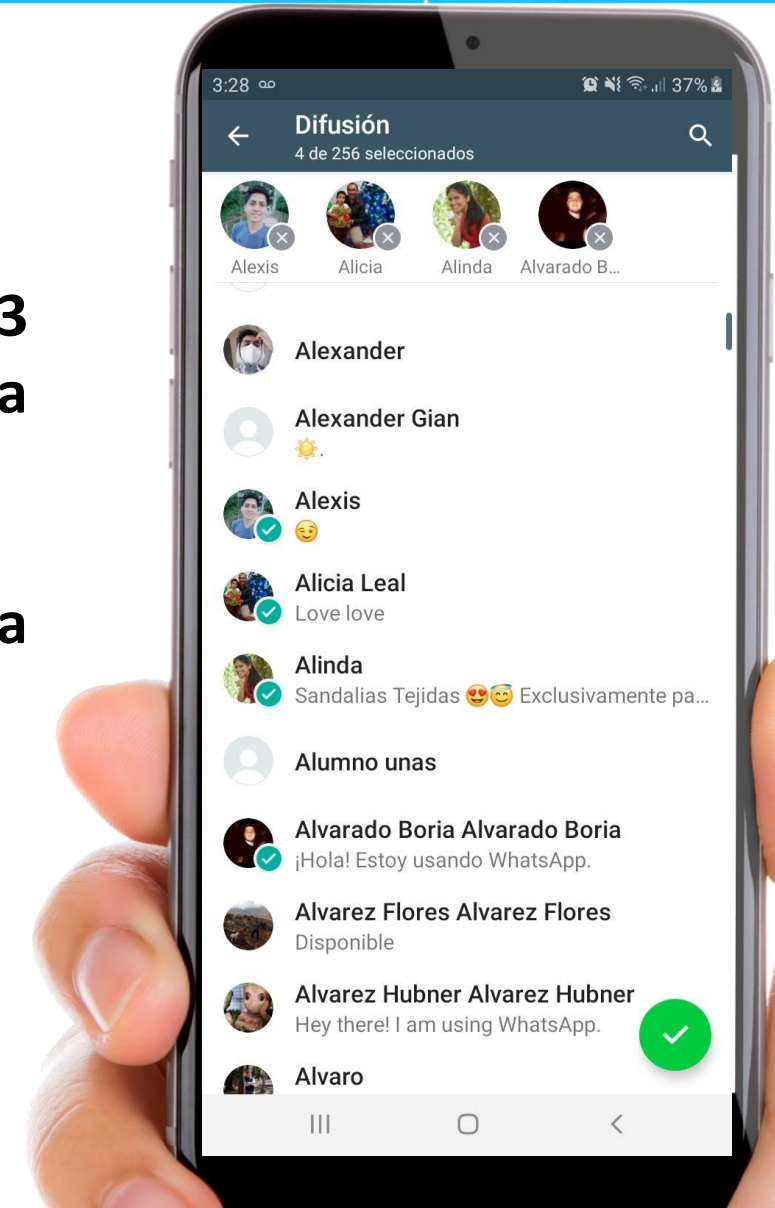 3:28
37%
Difusión
4 de 256 seleccionados
Alexis
Alicia
Alinda
Alvarado B...
3
a
a
Alexander
Alexander Gian
☀️.
Alexis
😉
Alicia Leal
Love love
Alinda
Sandalias Tejidas 😍😇 Exclusivamente pa...
Alumno unas
Alvarado Boria Alvarado Boria
¡Hola! Estoy usando WhatsApp.
Alvarez Flores Alvarez Flores
Disponible
Alvarez Hubner Alvarez Hubner
Hey there! I am using WhatsApp.
Alvaro